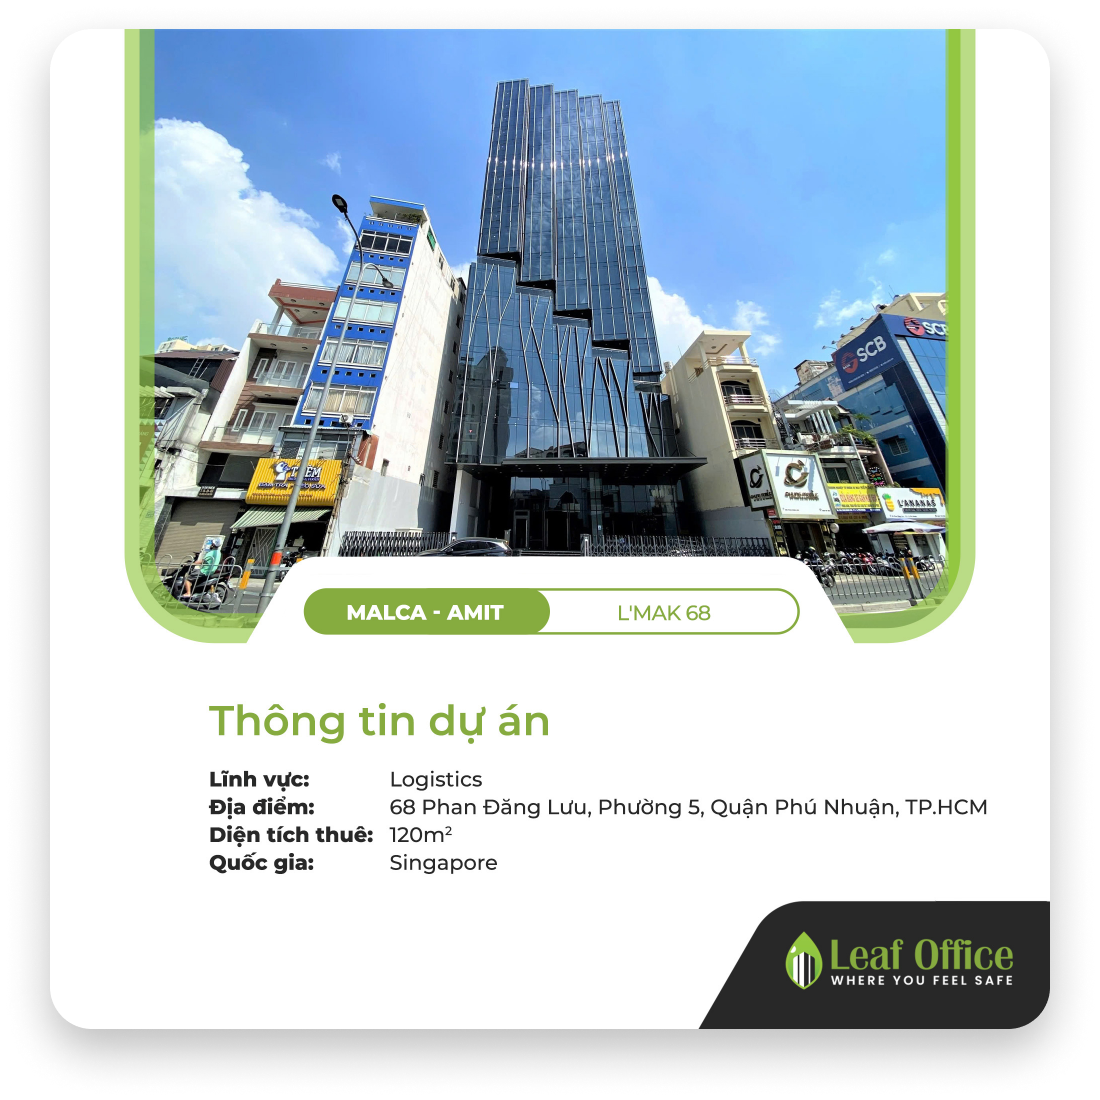 SCB
SCB
L'ANANAS
MALCA - AMIT
L'MAK 68
Thông tin dự án
Lĩnh vực: Logistics
Địa điểm: 68 Phan Đăng Lưu, Phường 5, Quận Phú Nhuận, TP.HCM
Diện tích thuê: 120m²
Quốc gia: Singapore
Leaf Office
WHERE YOU FEEL SAFE